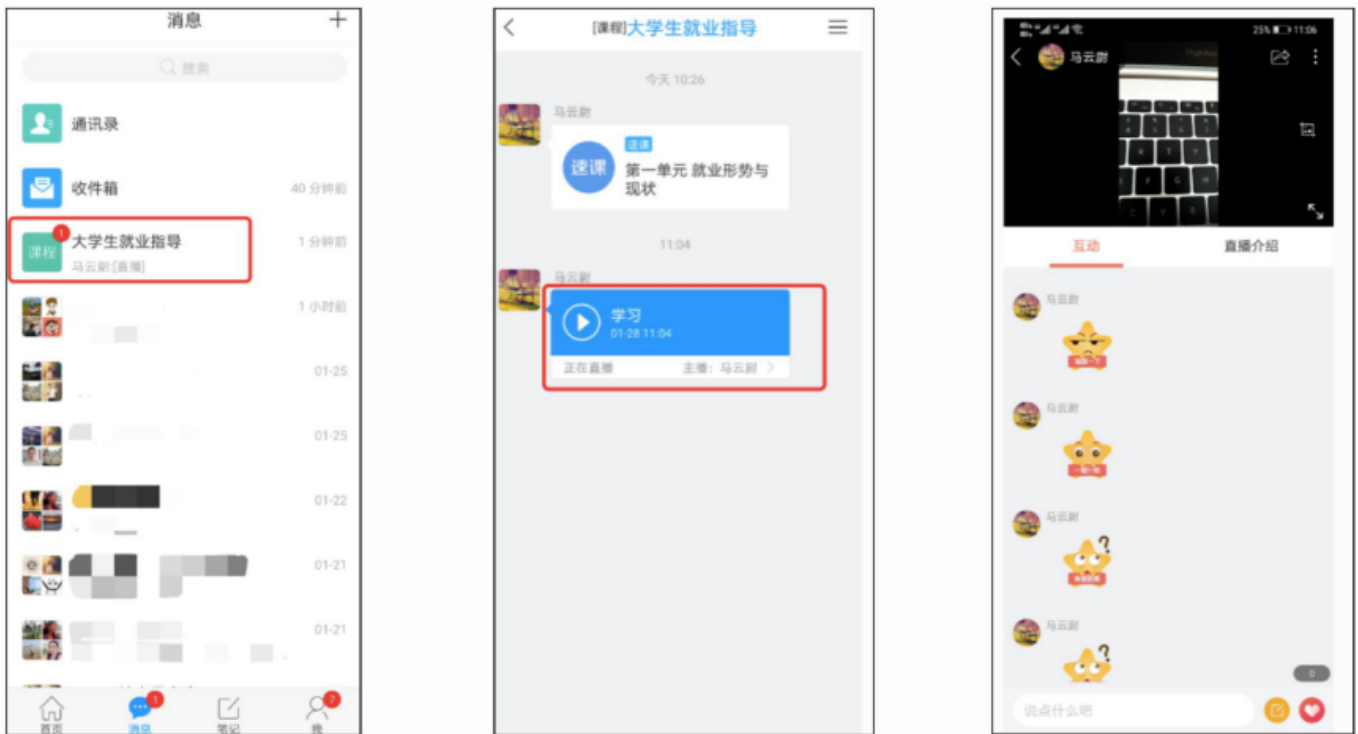 消息
搜索
通讯录
收件箱
40 分钟前
1
课程
大学生就业指导
1 分钟前
马云尉:[直播]
1 小时前
01-25
01-25
01-22
01-21
01-21
首页
消息
1
笔记
我
[课程]大学生就业指导
今天 10:26
马云尉
速课
速课
第一单元 就业形势与
现状
11:04
马云尉
学习
01-28 11:04
正在直播
主播：马云尉
25% 11:06
马云尉
互动
直播介绍
马云尉
马云尉
马云尉
马云尉
0
说点什么吧